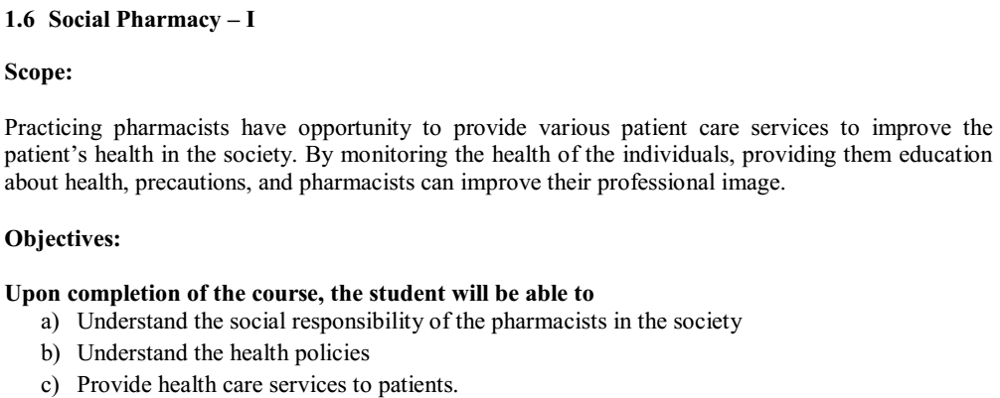 1.6 Social Pharmacy – I
Scope:
Practicing pharmacists have opportunity to provide various patient care services to improve the
patient’s health in the society. By monitoring the health of the individuals, providing them education
about health, precautions, and pharmacists can improve their professional image.
Objectives:
Upon completion of the course, the student will be able to
a) Understand the social responsibility of the pharmacists in the society
b) Understand the health policies
c) Provide health care services to patients.